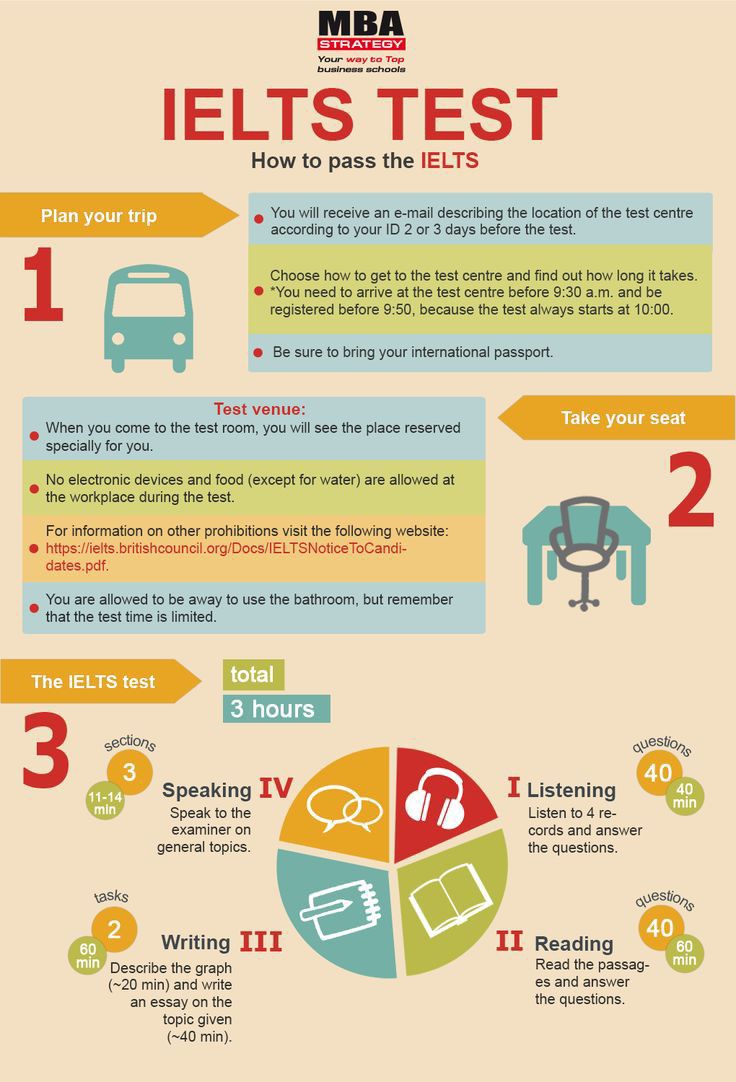 MBA
STRATEGY
Your way to Top
business schools
IELTS TEST
How to pass the IELTS
Plan your trip
1
You will receive an e-mail describing the location of the test centre
according to your ID 2 or 3 days before the test.
Choose how to get to the test centre and find out how long it takes.
*You need to arrive at the test centre before 9:30 a.m. and be
registered before 9:50, because the test always starts at 10:00.
Be sure to bring your international passport.
Take your seat
2
Test venue:
When you come to the test room, you will see the place reserved
specially for you.
No electronic devices and food (except for water) are allowed at
the workplace during the test.
For information on other prohibitions visit the following website:
https://ielts.britishcouncil.org/Docs/IELTSNoticeToCandi-
dates.pdf.
You are allowed to be away to use the bathroom, but remember
that the test time is limited.
The IELTS test
3
total
3 hours
I Listening
Listen to 4 re-
cords and answer
the questions.
questions
40
40
min
II Reading
Read the passag-
es and answer
the questions.
questions
40
60
min
Writing III
Describe the graph
(~20 min) and write
an essay on the
topic given
(~40 min).
tasks
2
60
min
Speaking IV
Speak to the
examiner on
general topics.
sections
3
11-14
min